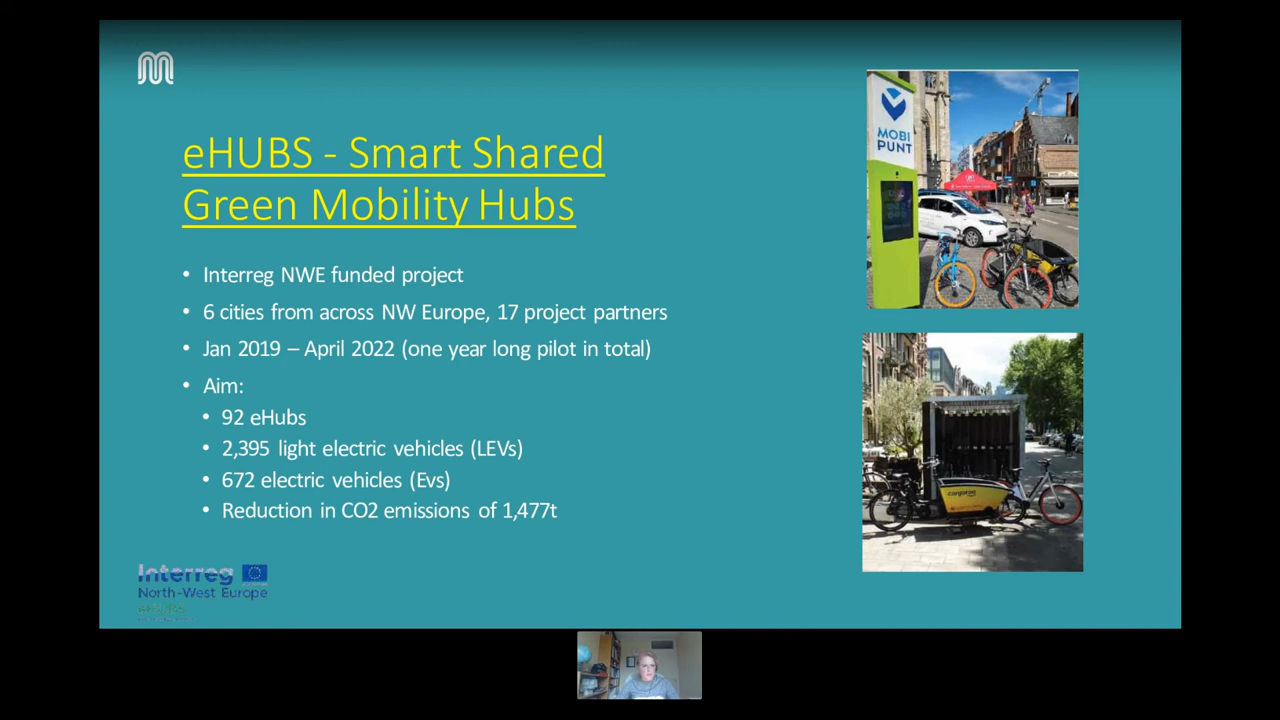 MOBI
PUNT
eHUBS - Smart Shared
Green Mobility Hubs
• Interreg NWE funded project
• 6 cities from across NW Europe, 17 project partners
• Jan 2019 – April 2022 (one year long pilot in total)
• Aim:
• 92 eHubs
• 2,395 light electric vehicles (LEVs)
• 672 electric vehicles (Evs)
• Reduction in CO2 emissions of 1,477t
cargoroo
Interreg
North-West Europe
eHUBS